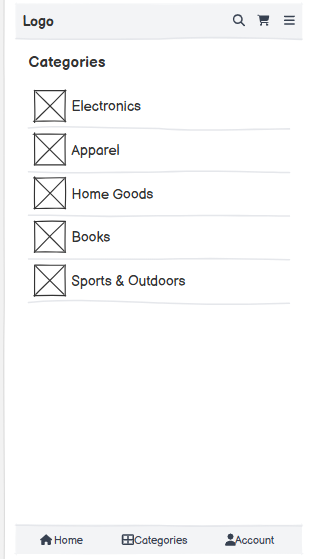 Logo
Categories
Electronics
Apparel
Home Goods
Books
Sports & Outdoors
Home Categories Account